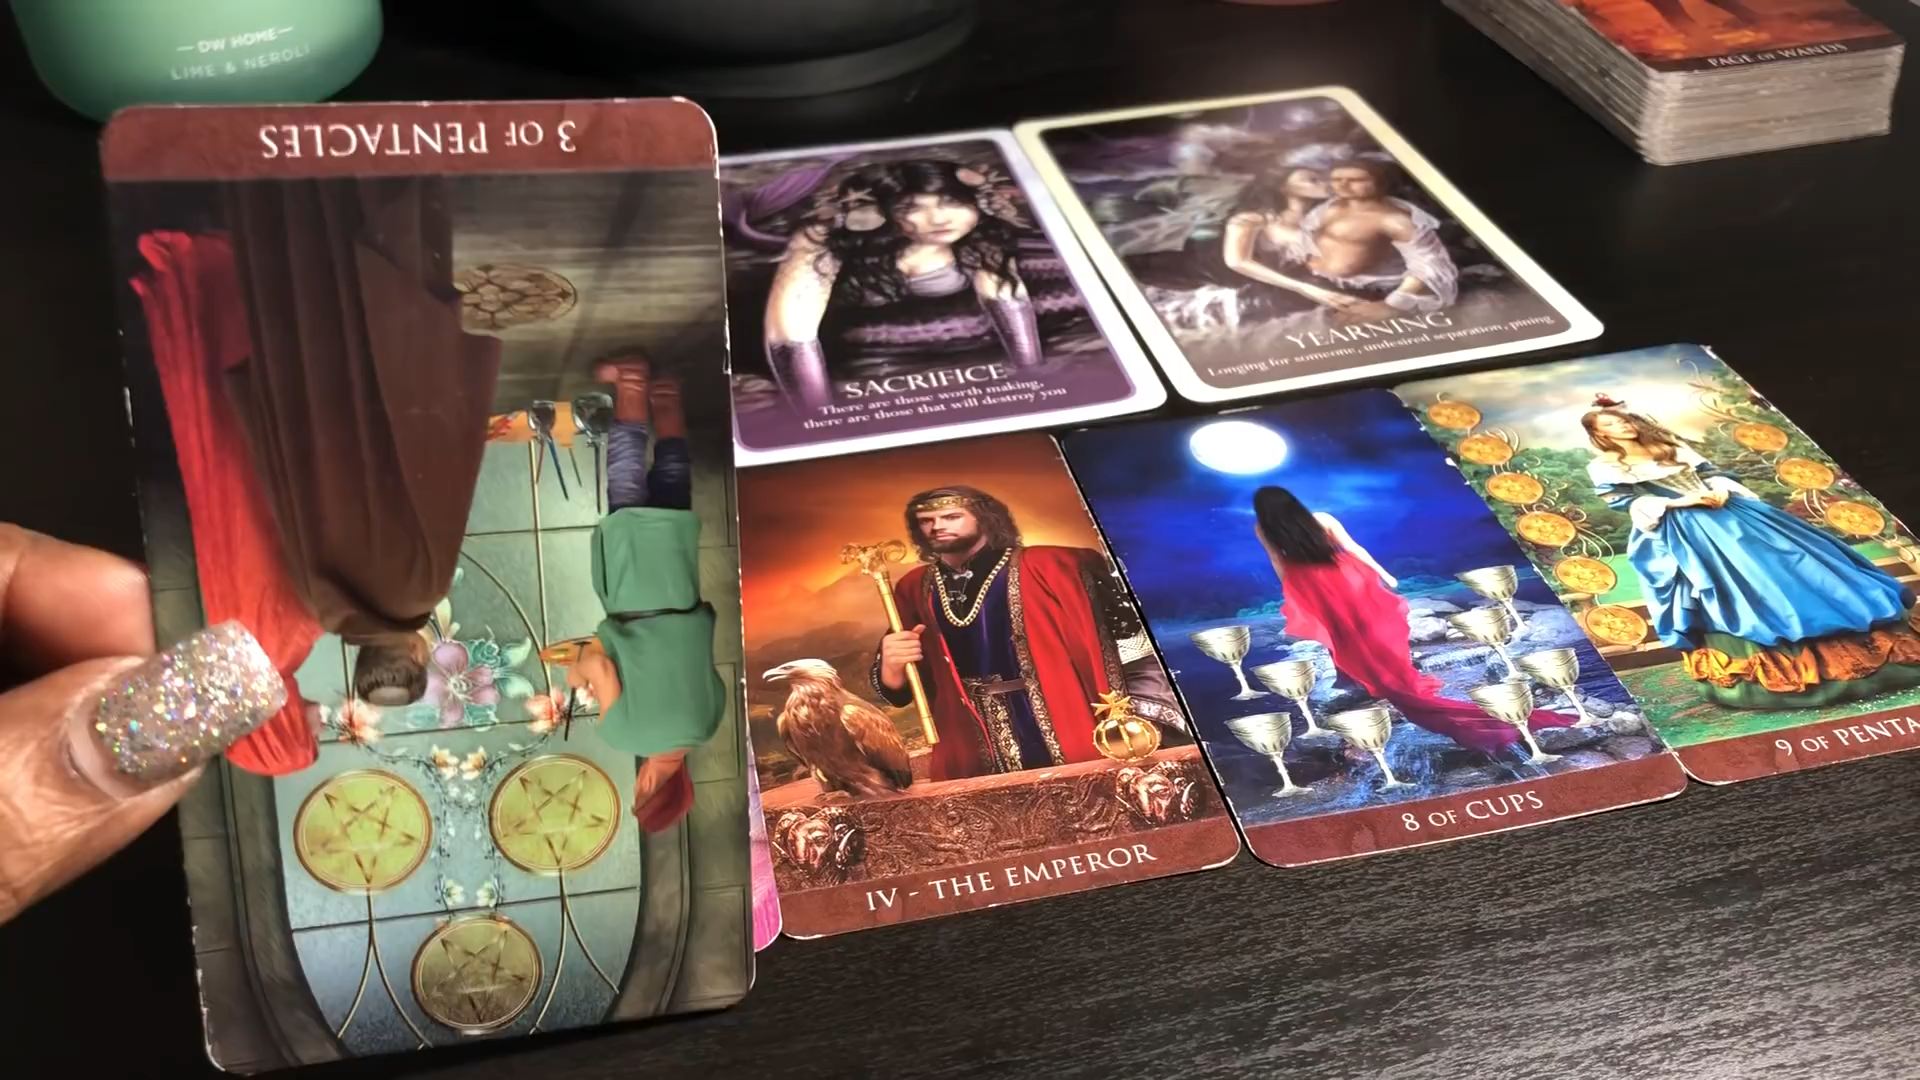 — DW HOME —
LIME & NEROLI
PAGE OF WANDS
3 OF PENTACLES
SACRIFICE
There are those worth making,
there are those that will destroy you
YEARNING
Longing for someone, undesired separation, pining
IV - THE EMPEROR
8 OF CUPS
9 OF PENTA